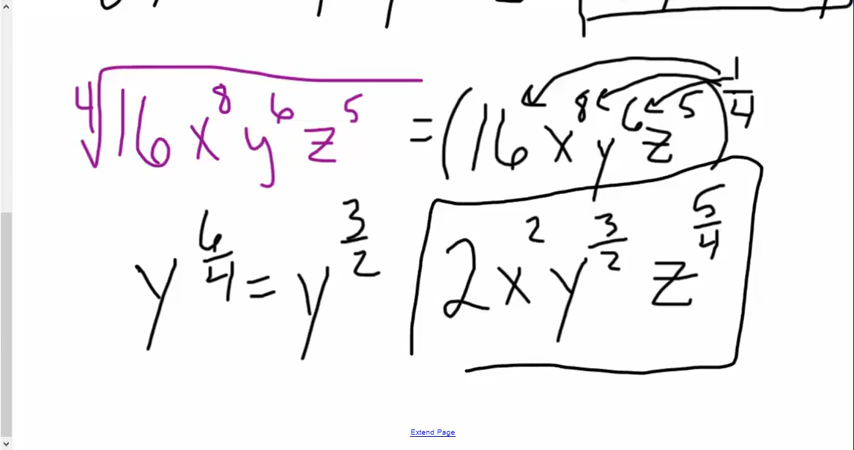 ⁴√16x⁸y⁶z⁵ = (16x⁸y⁶z⁵)^(1/4)
y^(6/4) = y^(3/2)
2x²y^(3/2)z^(5/4)
Extend Page